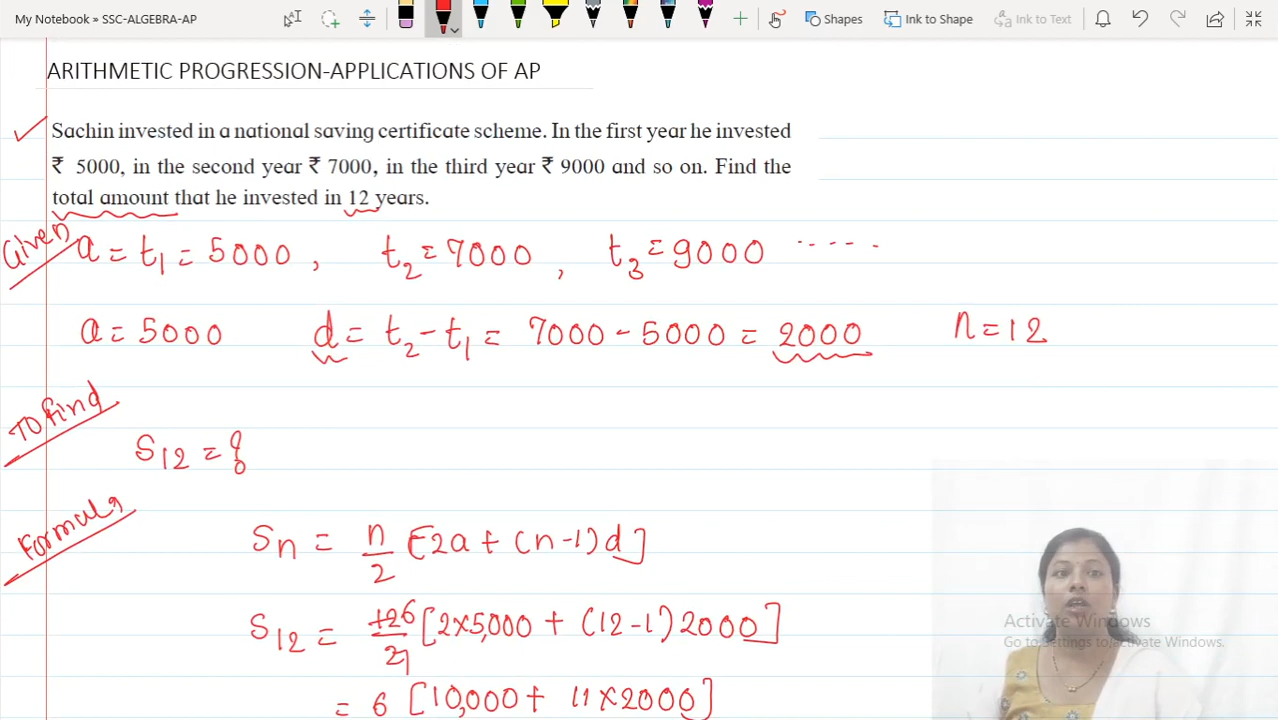 My Notebook » SSC-ALGEBRA-AP
Shapes Ink to Shape Ink to Text
ARITHMETIC PROGRESSION-APPLICATIONS OF AP
Sachin invested in a national saving certificate scheme. In the first year he invested
₹ 5000, in the second year ₹ 7000, in the third year ₹ 9000 and so on. Find the
total amount that he invested in 12 years.
Given a = t₁ = 5000 , t₂ = 7000 , t₃ = 9000 ......
a = 5000 d = t₂ - t₁ = 7000 - 5000 = 2000 n = 12
To find
S₁₂ = ?
Formula
Sn = n/2 [2a + (n-1)d]
S₁₂ = 12 6/2 1 [2×5,000 + (12-1)2000]
= 6 [10,000 + 11×2000]
Activate Windows
Go to Settings to activate Windows.